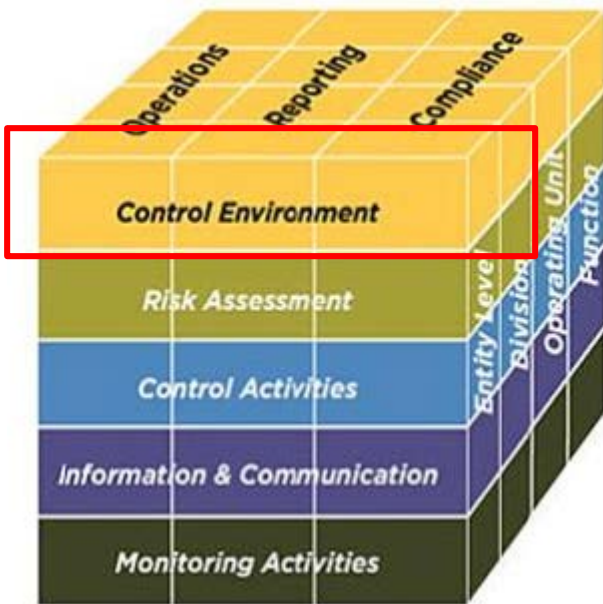 Operations
Reporting
Compliance
Control Environment
Risk Assessment
Control Activities
Information & Communication
Monitoring Activities
Entity Level
Division
Operating Unit
Function